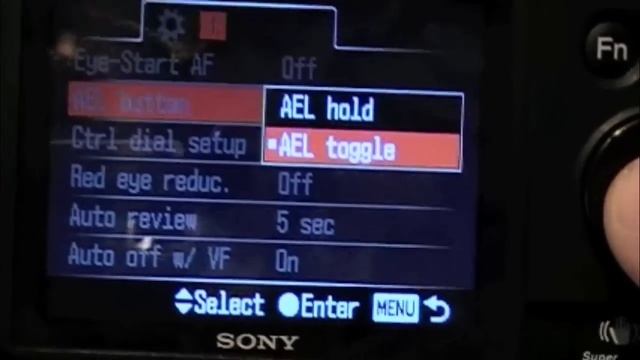 1
Eye-Start AF Off
AEL button AEL hold
Ctrl dial setup AEL toggle
Red eye reduc. Off
Auto review 5 sec
Auto off w/ VF On
Select Enter MENU
SONY
Fn
Super